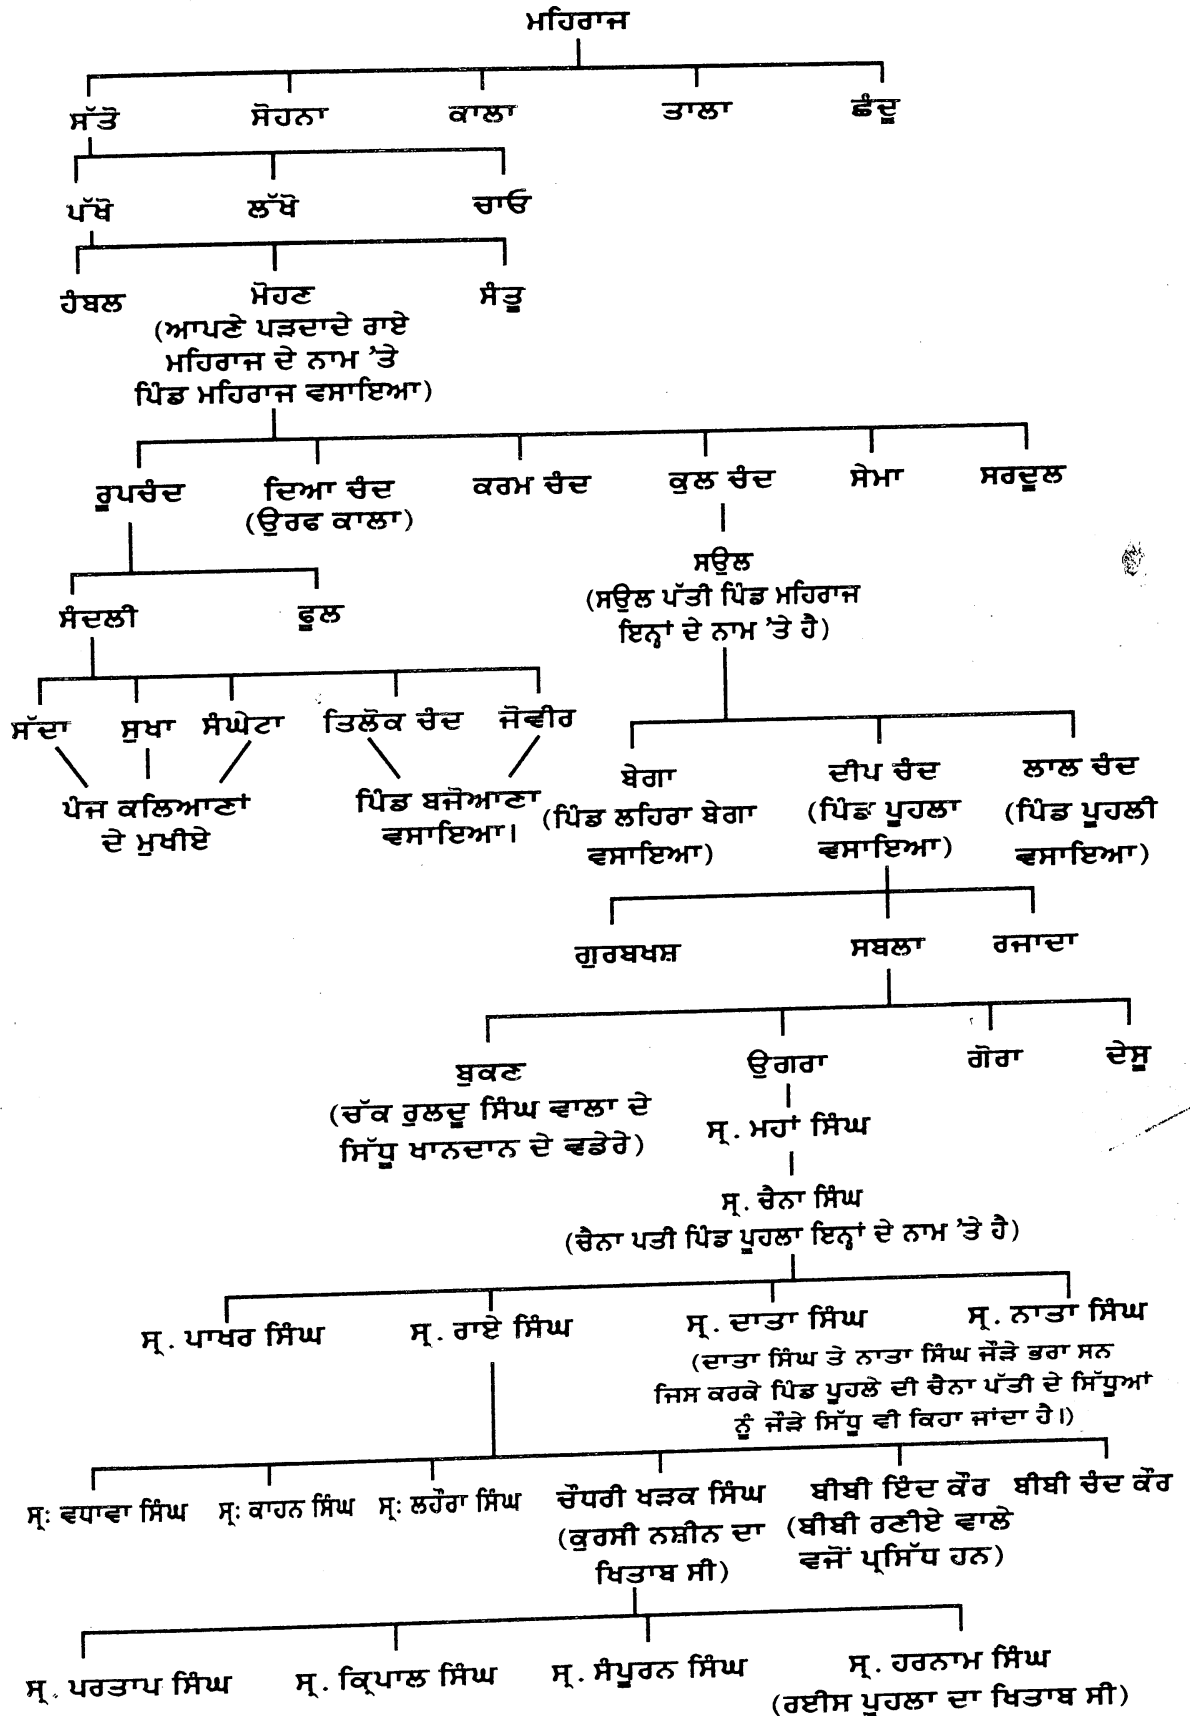 ਮਹਿਰਾਜ
ਸੱਤੋ ਸੋਹਨਾ ਕਾਲਾ ਤਾਲਾ ਛੰਦੂ
ਪੱਖੋ ਲੱਖੋ ਚਾਓ
ਹੰਬਲ ਮੋਹਣ ਸੰਤੂ
(ਆਪਣੇ ਪੜਦਾਦੇ ਰਾਏ
ਮਹਿਰਾਜ ਦੇ ਨਾਮ 'ਤੇ
ਪਿੰਡ ਮਹਿਰਾਜ ਵਸਾਇਆ)
ਰੂਪਚੰਦ ਦਿਆ ਚੰਦ ਕਰਮ ਚੰਦ ਕੁਲ ਚੰਦ ਸੇਮਾ ਸਰਦੂਲ
(ਉਰਫ ਕਾਲਾ)
ਸਉਲ
(ਸਉਲ ਪੱਤੀ ਪਿੰਡ ਮਹਿਰਾਜ
ਇਨ੍ਹਾਂ ਦੇ ਨਾਮ 'ਤੇ ਹੈ)
ਸੰਦਲੀ ਫੂਲ
ਸੱਦਾ ਸੁਖਾ ਸੰਘੇਟਾ ਤਿਲੋਕ ਚੰਦ ਜੋਵੀਰ
ਪੰਜ ਕਲਿਆਣਾਂ
ਦੇ ਮੁਖੀਏ
ਪਿੰਡ ਬਜੋਆਣਾ
ਵਸਾਇਆ।
ਬੇਗਾ ਦੀਪ ਚੰਦ ਲਾਲ ਚੰਦ
(ਪਿੰਡ ਲਹਿਰਾ ਬੇਗਾ (ਪਿੰਡ ਪੂਹਲਾ (ਪਿੰਡ ਪੂਹਲੀ
ਵਸਾਇਆ) ਵਸਾਇਆ) ਵਸਾਇਆ)
ਗੁਰਬਖਸ਼ ਸਬਲਾ ਰਜਾਦਾ
ਬੁਕਣ ਉਗਰਾ ਗੋਰਾ ਦੇਸੂ
(ਚੱਕ ਰੁਲਦੂ ਸਿੰਘ ਵਾਲਾ ਦੇ
ਸਿੱਧੂ ਖਾਨਦਾਨ ਦੇ ਵਡੇਰੇ)
ਸ੍ਰ. ਮਹਾਂ ਸਿੰਘ
ਸ੍ਰ. ਚੈਨਾ ਸਿੰਘ
(ਚੈਨਾ ਪਤੀ ਪਿੰਡ ਪੂਹਲਾ ਇਨ੍ਹਾਂ ਦੇ ਨਾਮ 'ਤੇ ਹੈ)
ਸ੍ਰ. ਪਾਖਰ ਸਿੰਘ ਸ੍ਰ. ਰਾਏ ਸਿੰਘ ਸ੍ਰ. ਦਾਤਾ ਸਿੰਘ ਸ੍ਰ. ਨਾਤਾ ਸਿੰਘ
(ਦਾਤਾ ਸਿੰਘ ਤੇ ਨਾਤਾ ਸਿੰਘ ਜੌੜੇ ਭਰਾ ਸਨ
ਜਿਸ ਕਰਕੇ ਪਿੰਡ ਪੂਹਲੇ ਦੀ ਚੈਨਾ ਪੱਤੀ ਦੇ ਸਿੱਧੂਆਂ
ਨੂੰ ਜੌੜੇ ਸਿੱਧੂ ਵੀ ਕਿਹਾ ਜਾਂਦਾ ਹੈ।)
ਸ੍ਰ: ਵਧਾਵਾ ਸਿੰਘ ਸ੍ਰ: ਕਾਹਨ ਸਿੰਘ ਸ੍ਰ: ਲਹੌਰਾ ਸਿੰਘ ਚੌਧਰੀ ਖੜਕ ਸਿੰਘ ਬੀਬੀ ਇੰਦ ਕੌਰ ਬੀਬੀ ਚੰਦ ਕੌਰ
(ਕੁਰਸੀ ਨਸ਼ੀਨ ਦਾ (ਬੀਬੀ ਰਣੀਏ ਵਾਲੇ
ਖਿਤਾਬ ਸੀ) ਵਜੋਂ ਪ੍ਰਸਿੱਧ ਹਨ)
ਸ੍ਰ. ਪਰਤਾਪ ਸਿੰਘ ਸ੍ਰ. ਕ੍ਰਿਪਾਲ ਸਿੰਘ ਸ੍ਰ. ਸੰਪੂਰਨ ਸਿੰਘ ਸ੍ਰ. ਹਰਨਾਮ ਸਿੰਘ
(ਰਈਸ ਪੂਹਲਾ ਦਾ ਖਿਤਾਬ ਸੀ)